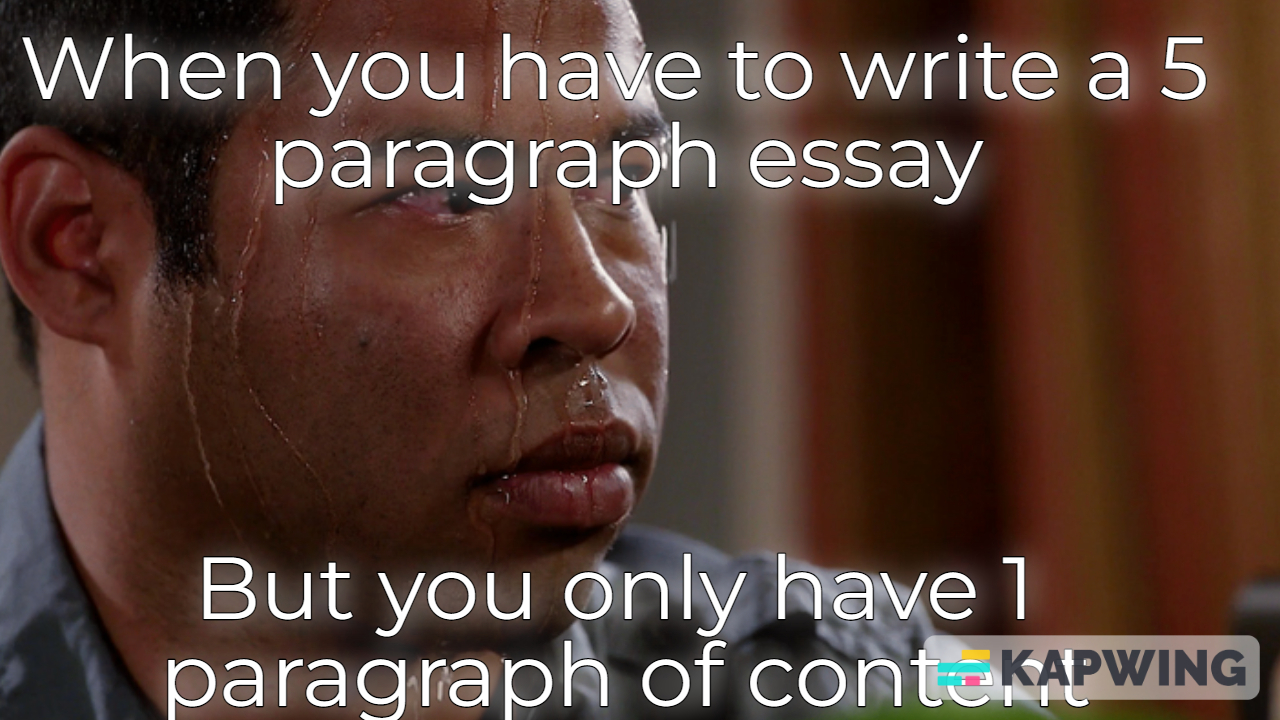 When you have to write a 5
paragraph essay
But you only have 1
paragraph of content
KAPWING